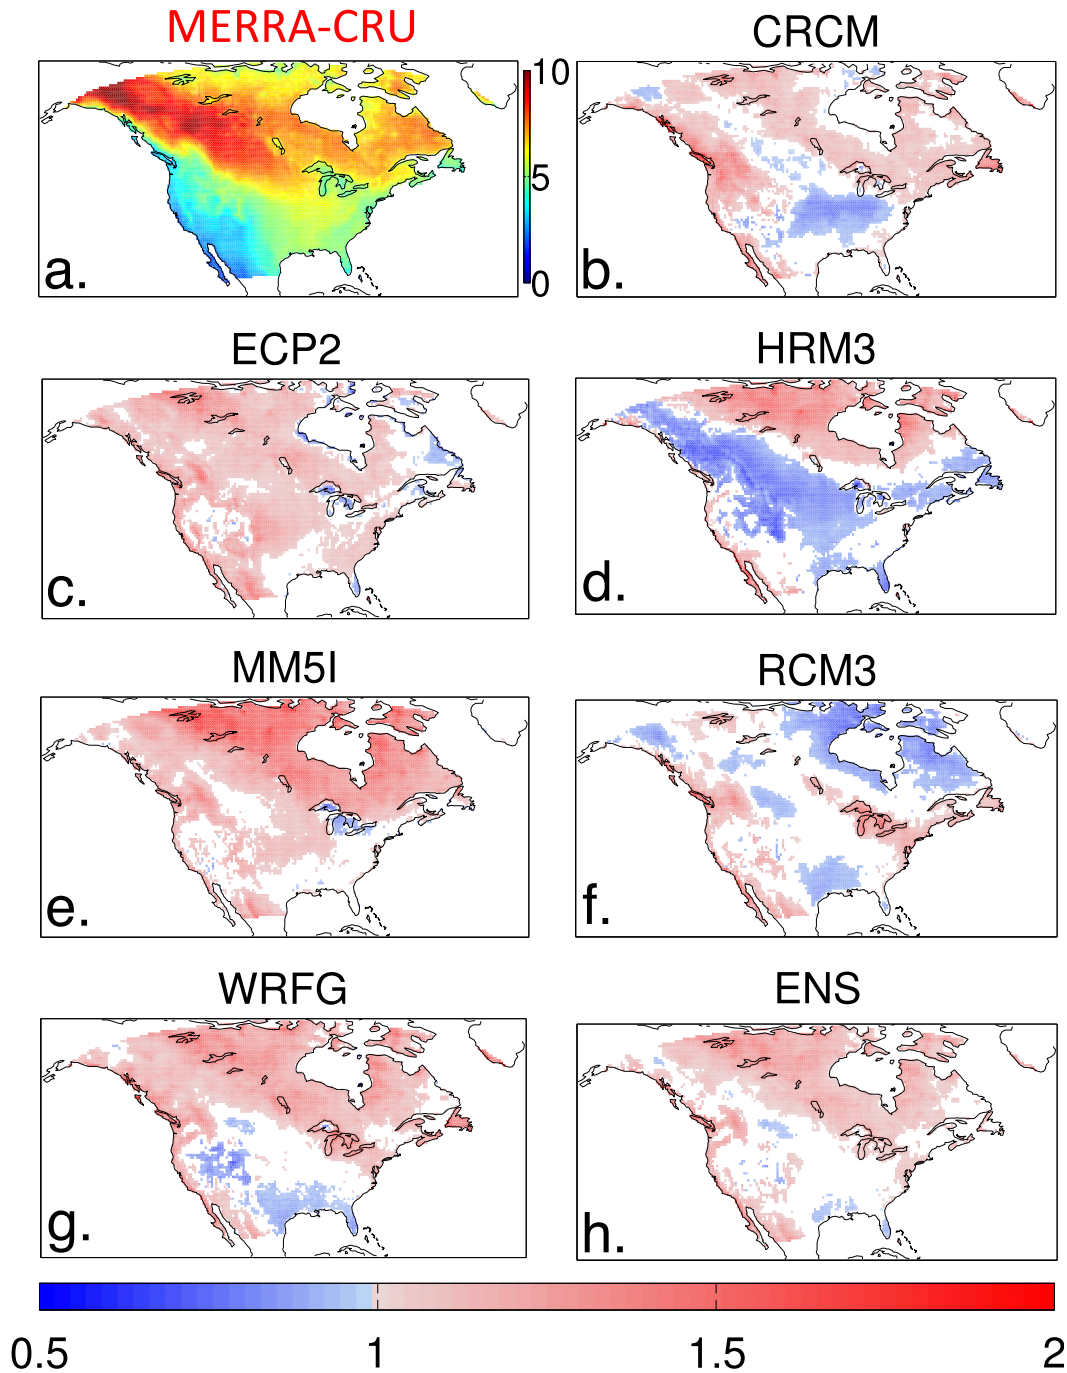 MERRA-CRU
CRCM
10
5
0
a.
b.
ECP2
HRM3
c.
d.
MM5I
RCM3
e.
f.
WRFG
ENS
g.
h.
0.5
1
1.5
2